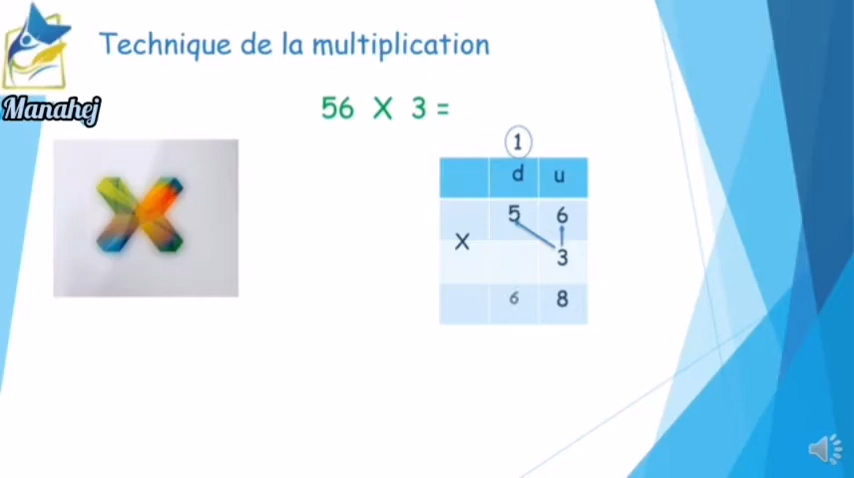 Technique de la multiplication
Manahej
56 X 3 =
1
d u
5 6
X
3
6 8